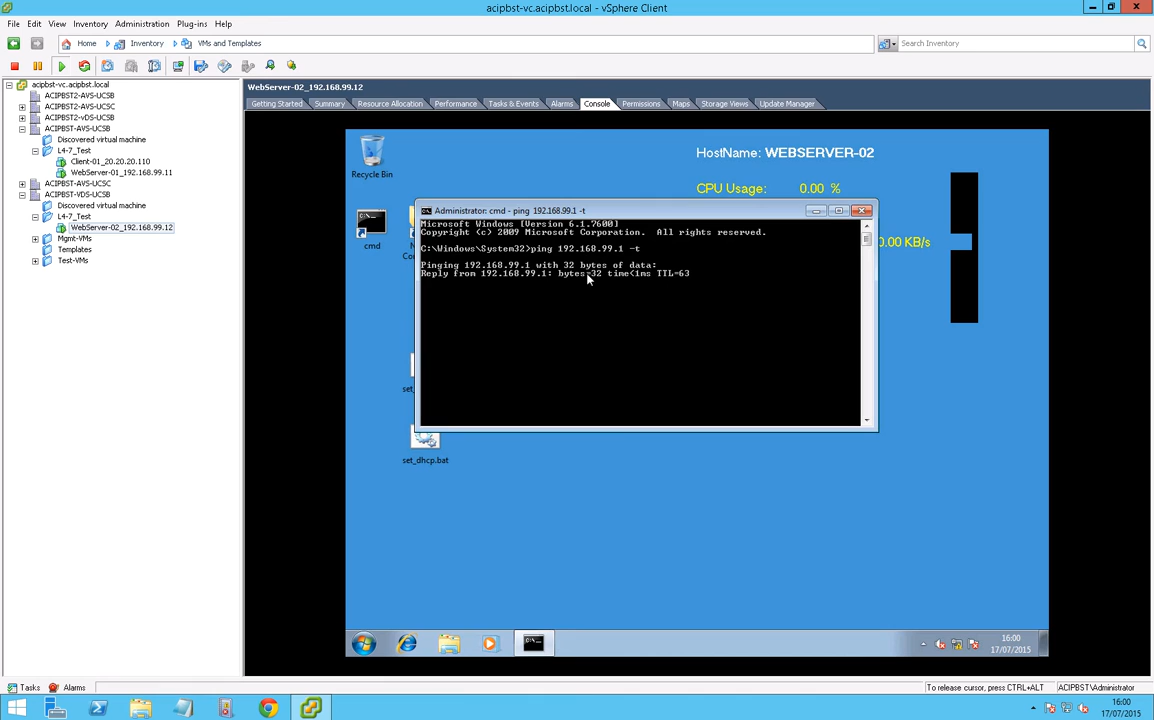 acipbst-vc.acipbst.local - vSphere Client
File Edit View Inventory Administration Plug-ins Help
Home Inventory VMs and Templates
Search Inventory
acipbst-vc.acipbst.local
ACIPBST2-AVS-UCSB
ACIPBST2-AVS-UCSC
ACIPBST2-vDS-UCSB
ACIPBST-AVS-UCSB
Discovered virtual machine
L4-7_Test
Client-01_20.20.20.110
WebServer-01_192.168.99.11
ACIPBST-AVS-UCSC
ACIPBST-VDS-UCSB
Discovered virtual machine
L4-7_Test
WebServer-02_192.168.99.12
Mgmt-VMs
Templates
Test-VMs
WebServer-02_192.168.99.12
Getting Started Summary Resource Allocation Performance Tasks & Events Alarms Console Permissions Maps Storage Views Update Manager
Recycle Bin
HostName: WEBSERVER-02
CPU Usage: 0.00 %
0.00 KB/s
cmd
Administrator: cmd - ping 192.168.99.1 -t
Microsoft Windows [Version 6.1.7600]
Copyright (c) 2009 Microsoft Corporation. All rights reserved.
C:\Windows\System32>ping 192.168.99.1 -t
Pinging 192.168.99.1 with 32 bytes of data:
Reply from 192.168.99.1: bytes=32 time<1ms TTL=63
set_dhcp.bat
16:00
17/07/2015
Tasks Alarms
To release cursor, press CTRL+ALT
ACIPBST\Administrator
16:00
17/07/2015